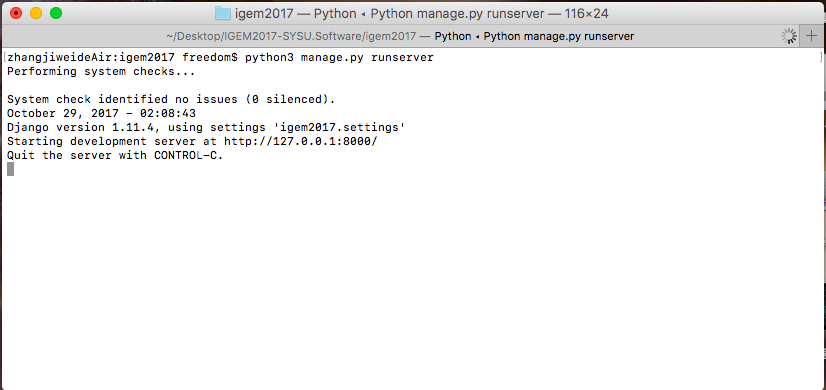 igem2017 — Python ◂ Python manage.py runserver — 116×24
~/Desktop/IGEM2017-SYSU.Software/igem2017 — Python ◂ Python manage.py runserver
[zhangjiweideAir:igem2017 freedom$ python3 manage.py runserver ]
Performing system checks...
System check identified no issues (0 silenced).
October 29, 2017 - 02:08:43
Django version 1.11.4, using settings 'igem2017.settings'
Starting development server at http://127.0.0.1:8000/
Quit the server with CONTROL-C.